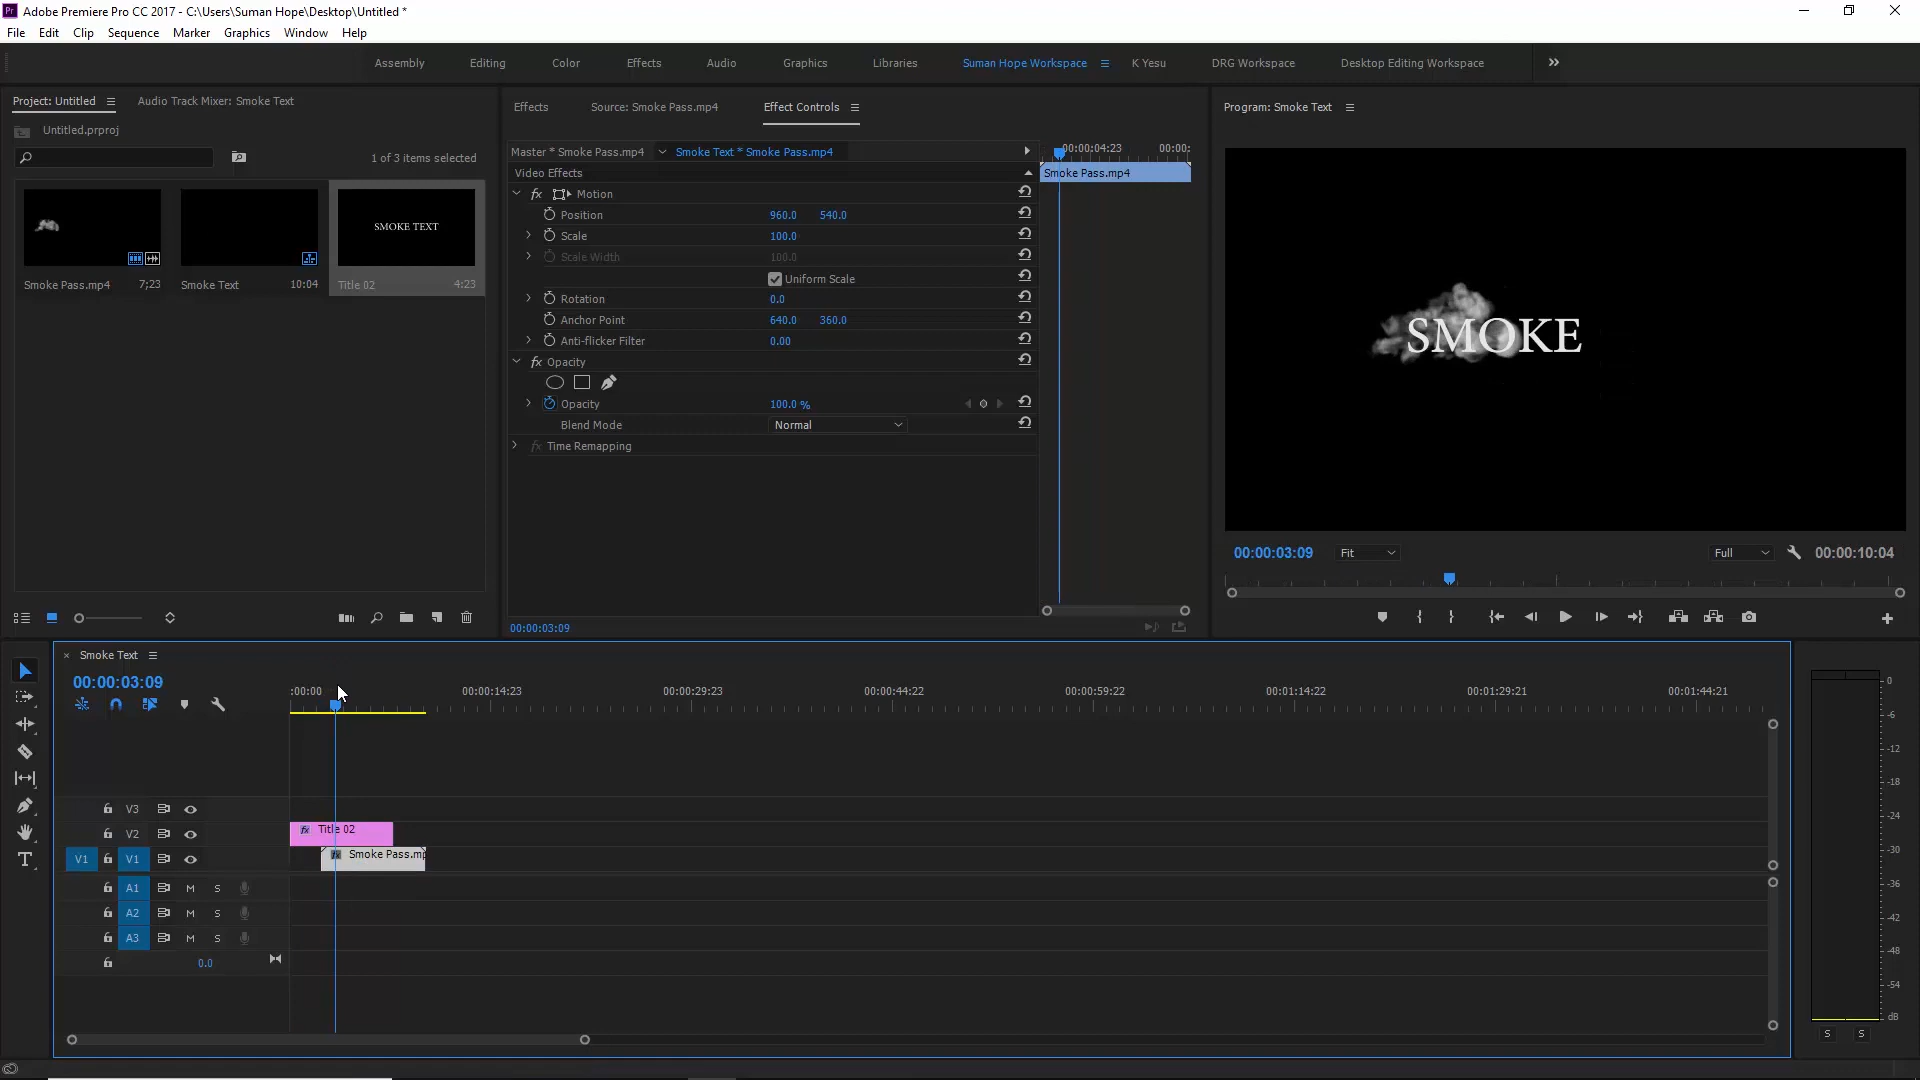 Adobe Premiere Pro CC 2017 - C:\Users\Suman Hope\Desktop\Untitled *
File Edit Clip Sequence Marker Graphics Window Help
Assembly Editing Color Effects Audio Graphics Libraries Suman Hope Workspace K Yesu DRG Workspace Desktop Editing Workspace
Project: Untitled Audio Track Mixer: Smoke Text
Untitled.prproj
1 of 3 items selected
SMOKE TEXT
Smoke Pass.mp4 7;23 Smoke Text 10:04 Title 02 4:23
Effects Source: Smoke Pass.mp4 Effect Controls
Master * Smoke Pass.mp4 Smoke Text * Smoke Pass.mp4
00:00:04:23 00:00:
Video Effects
Smoke Pass.mp4
fx Motion
Position 960.0 540.0
Scale 100.0
Scale Width 100.0
Uniform Scale
Rotation 0.0
Anchor Point 640.0 360.0
Anti-flicker Filter 0.00
fx Opacity
Opacity 100.0 %
Blend Mode Normal
fx Time Remapping
00:00:03:09
Program: Smoke Text
SMOKE
00:00:03:09 Fit Full 00:00:10:04
Smoke Text
00:00:03:09
:00:00 00:00:14:23 00:00:29:23 00:00:44:22 00:00:59:22 00:01:14:22 00:01:29:21 00:01:44:21
V3
V2 fx Title 02
V1 V1 fx Smoke Pass.mp
A1 M S
A2 M S
A3 M S
0.0
0
-6
-12
-18
-24
-30
-36
-42
-48
-54
dB
S S